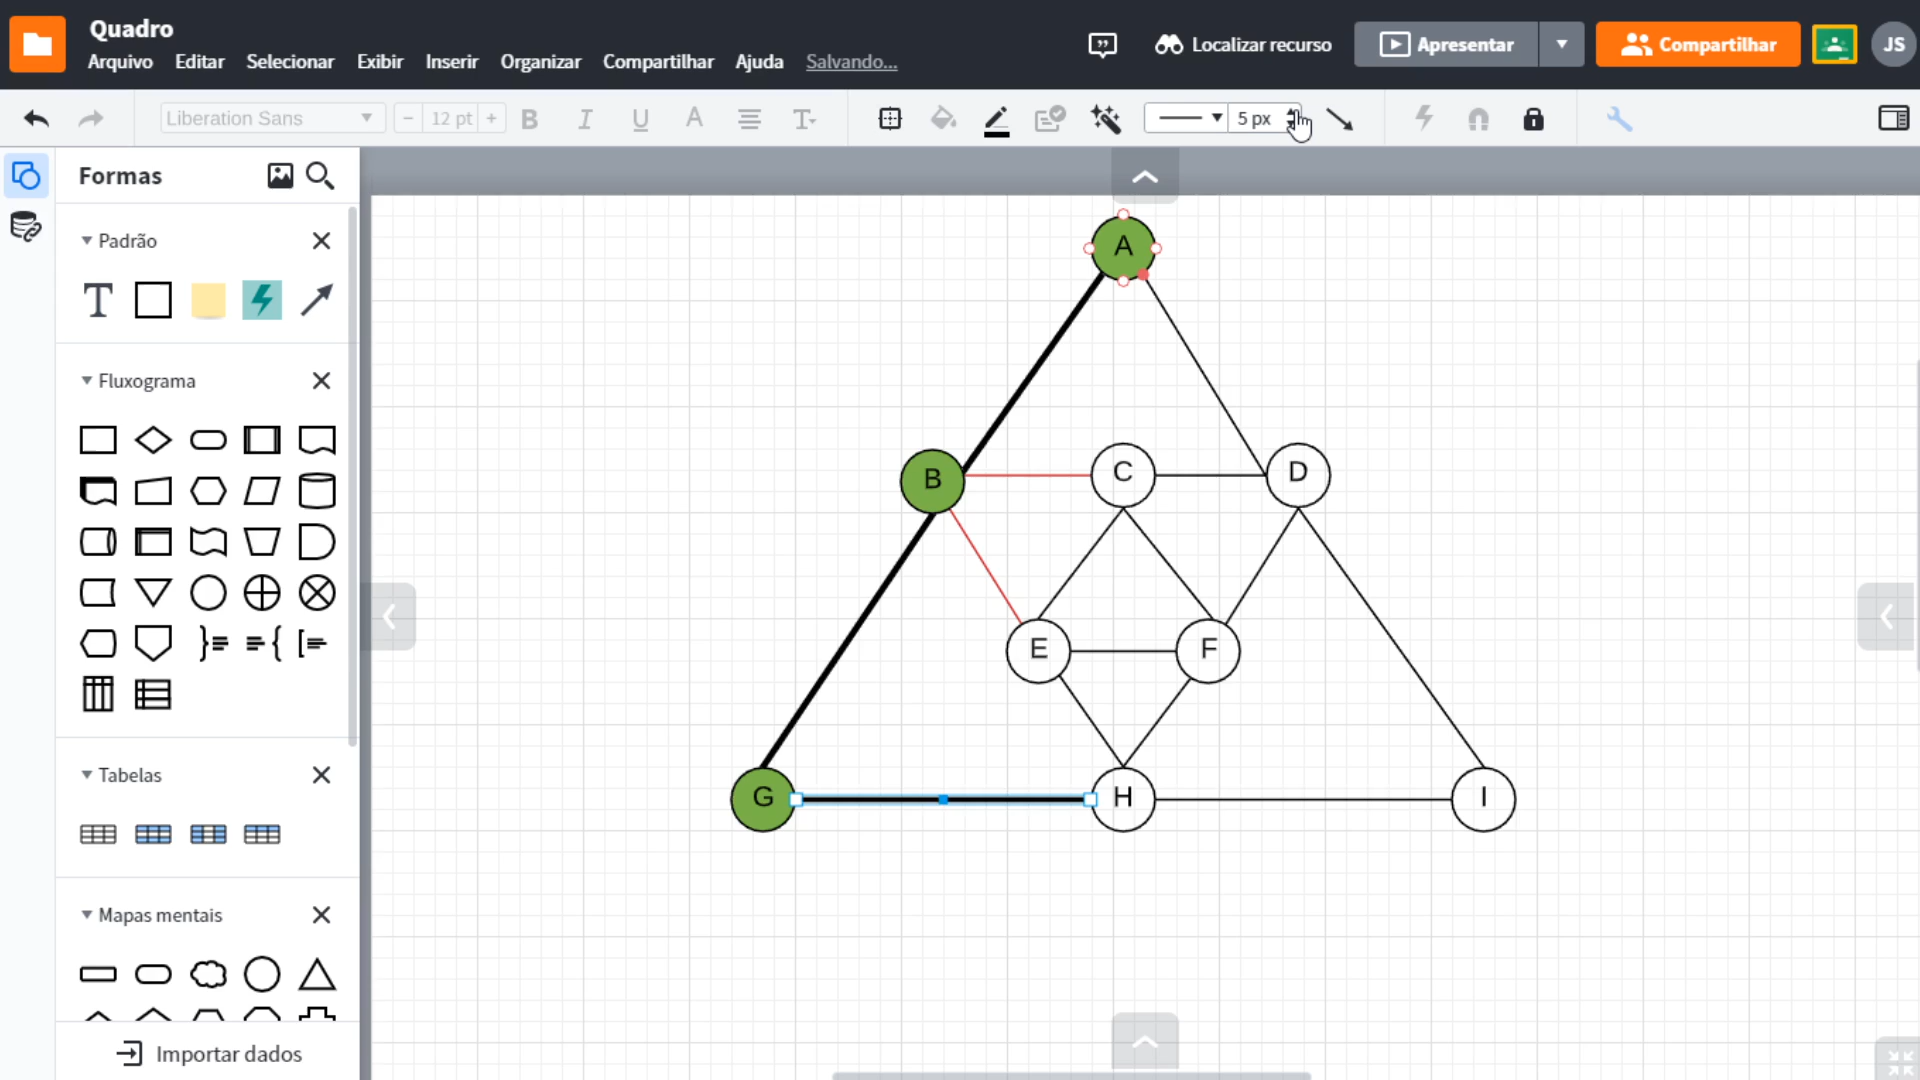 Quadro
Arquivo Editar Selecionar Exibir Inserir Organizar Compartilhar Ajuda Salvando...
Localizar recurso
Apresentar
Compartilhar
JS
Liberation Sans
− 12 pt +
B I U A T
5 px
Formas
Padrão
T
Fluxograma
Tabelas
Mapas mentais
Importar dados
A
B
C
D
E
F
G
H
I